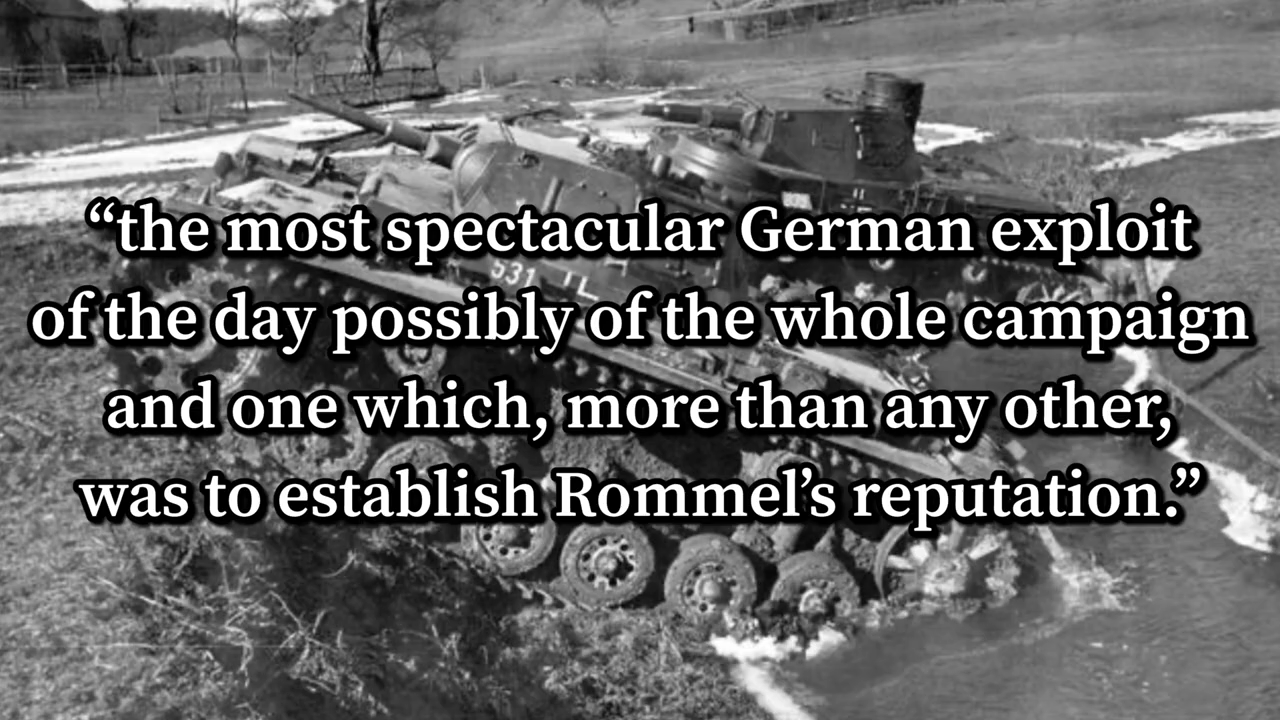 “the most spectacular German exploit
of the day possibly of the whole campaign
and one which, more than any other,
was to establish Rommel’s reputation.”
531